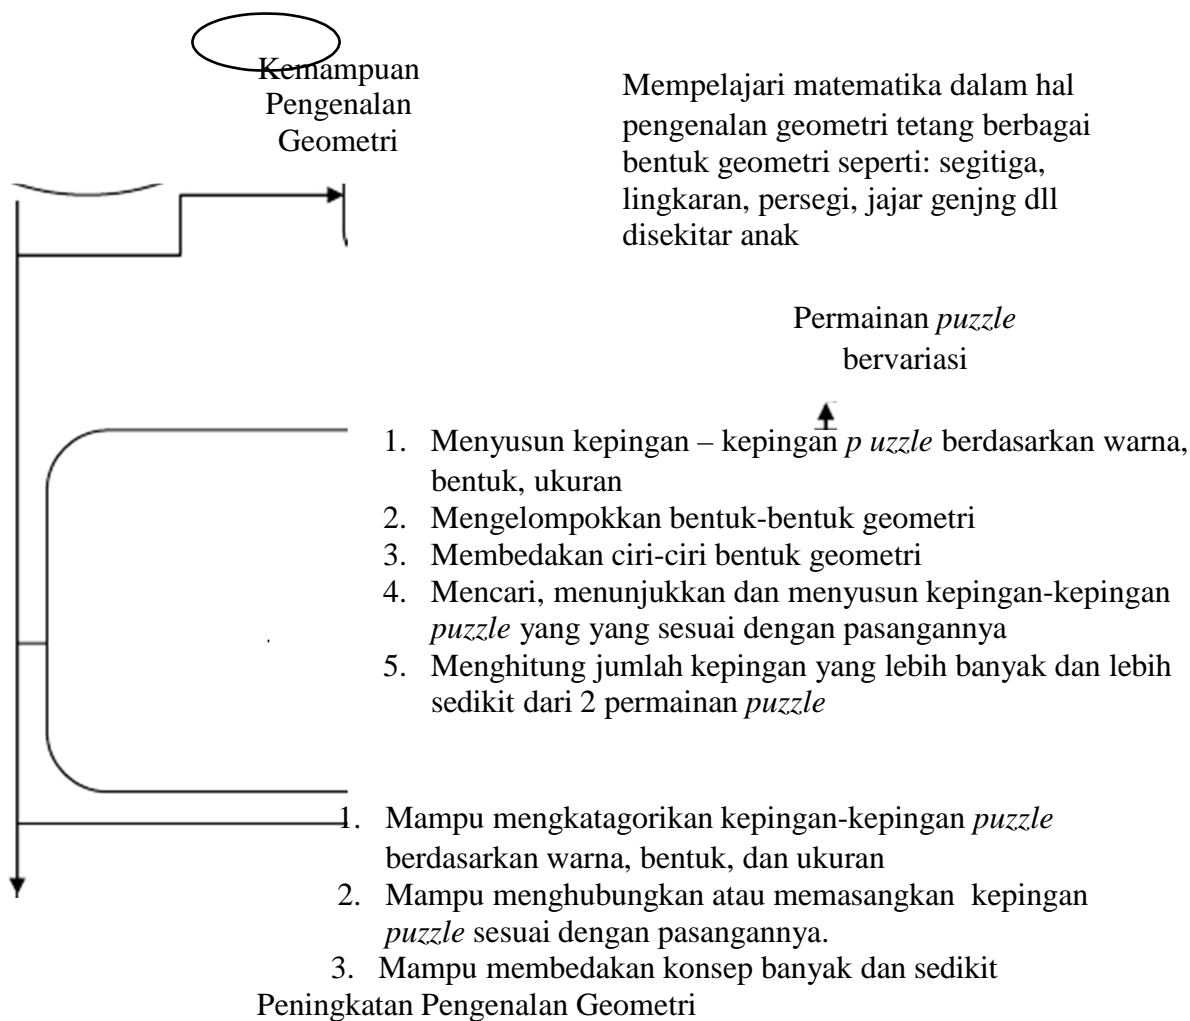 Kemampuan
Pengenalan
Geometri
Mempelajari matematika dalam hal
pengenalan geometri tetang berbagai
bentuk geometri seperti: segitiga,
lingkaran, persegi, jajar genjng dll
disekitar anak
Permainan puzzle
bervariasi
1. Menyusun kepingan – kepingan p uzzle berdasarkan warna,
bentuk, ukuran
2. Mengelompokkan bentuk-bentuk geometri
3. Membedakan ciri-ciri bentuk geometri
4. Mencari, menunjukkan dan menyusun kepingan-kepingan
puzzle yang yang sesuai dengan pasangannya
5. Menghitung jumlah kepingan yang lebih banyak dan lebih
sedikit dari 2 permainan puzzle
1. Mampu mengkatagorikan kepingan-kepingan puzzle
berdasarkan warna, bentuk, dan ukuran
2. Mampu menghubungkan atau memasangkan kepingan
puzzle sesuai dengan pasangannya.
3. Mampu membedakan konsep banyak dan sedikit
Peningkatan Pengenalan Geometri